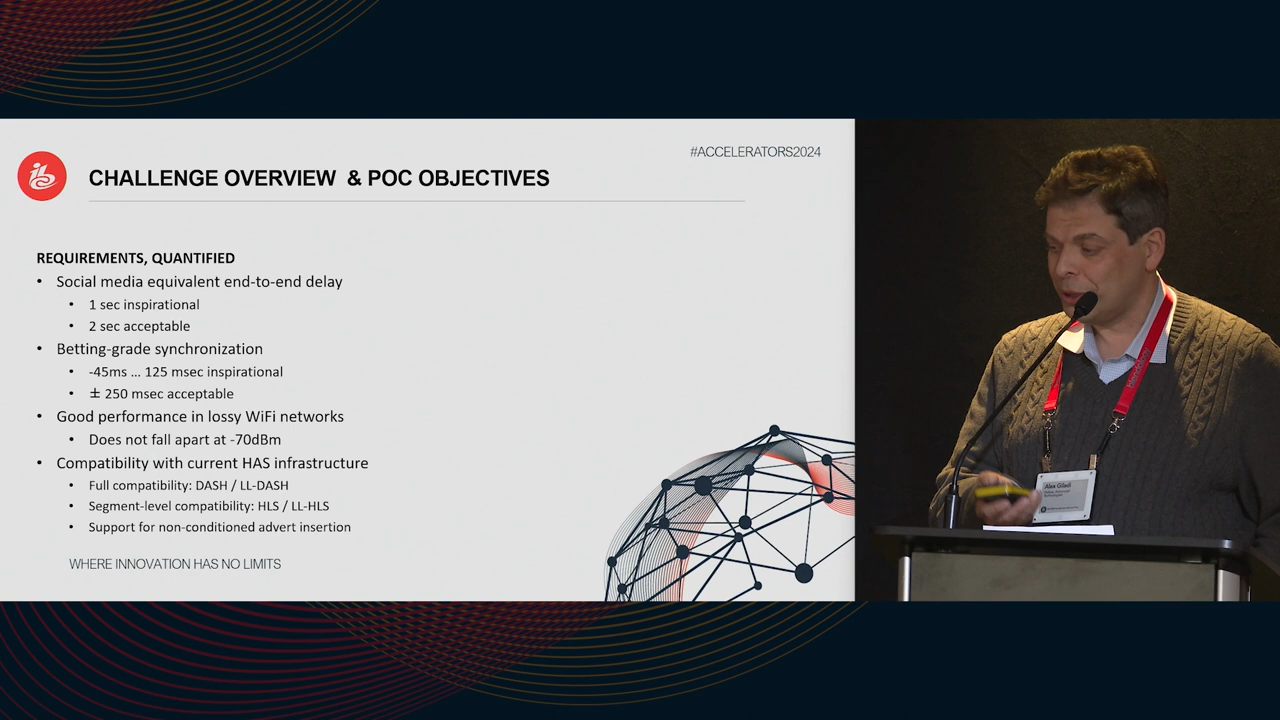 #ACCELERATORS2024
CHALLENGE OVERVIEW & POC OBJECTIVES
REQUIREMENTS, QUANTIFIED
• Social media equivalent end-to-end delay
• 1 sec inspirational
• 2 sec acceptable
• Betting-grade synchronization
• -45ms ... 125 msec inspirational
• ± 250 msec acceptable
• Good performance in lossy WiFi networks
• Does not fall apart at -70dBm
• Compatibility with current HAS infrastructure
• Full compatibility: DASH / LL-DASH
• Segment-level compatibility: HLS / LL-HLS
• Support for non-conditioned advert insertion
WHERE INNOVATION HAS NO LIMITS
Alex Giladi